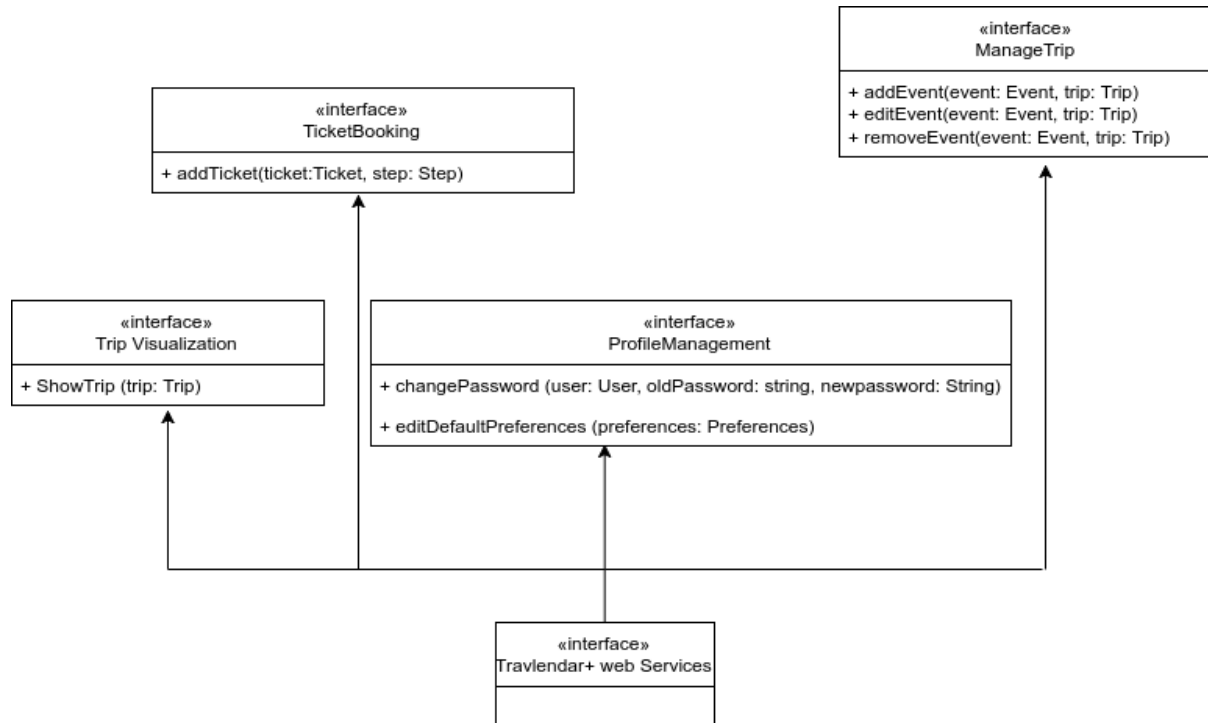 «interface»
ManageTrip
+ addEvent(event: Event, trip: Trip)
+ editEvent(event: Event, trip: Trip)
+ removeEvent(event: Event, trip: Trip)
«interface»
TicketBooking
+ addTicket(ticket:Ticket, step: Step)
«interface»
Trip Visualization
+ ShowTrip (trip: Trip)
«interface»
ProfileManagement
+ changePassword (user: User, oldPassword: string, newpassword: String)
+ editDefaultPreferences (preferences: Preferences)
«interface»
Travlendar+ web Services